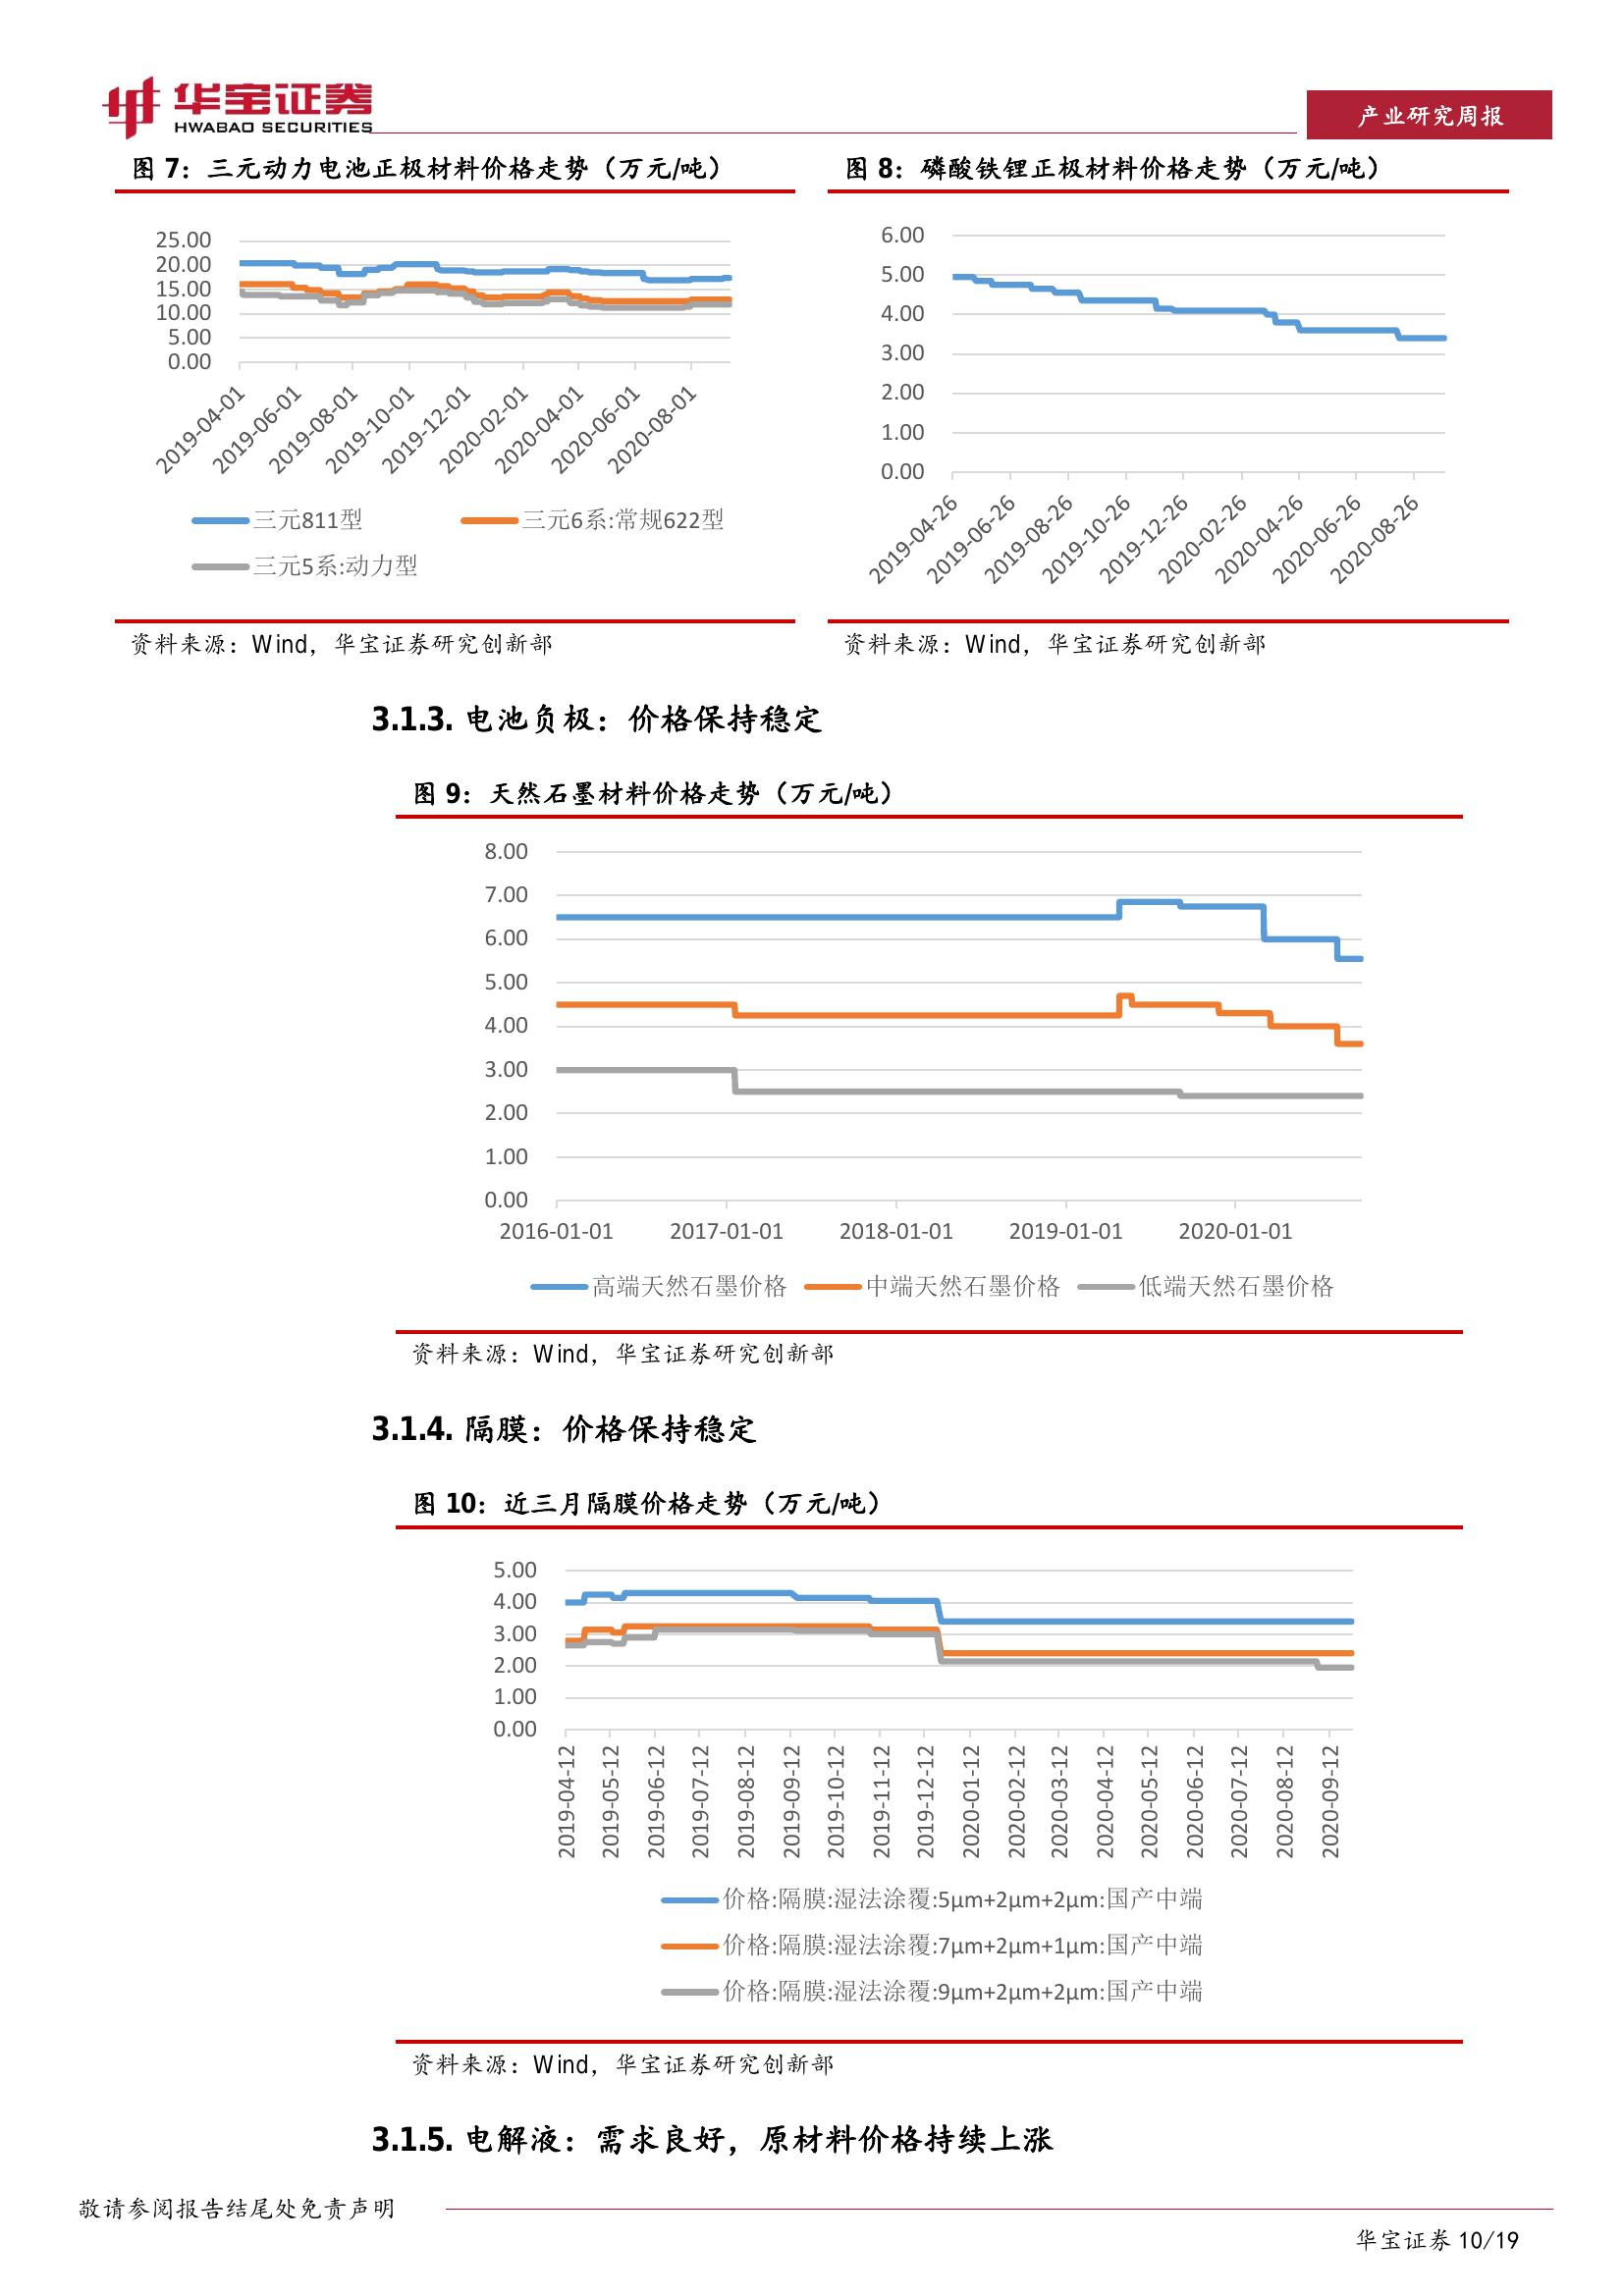 华宝证券
HWABAO SECURITIES
产业研究周报
图 7：三元动力电池正极材料价格走势（万元/吨）
25.00
20.00
15.00
10.00
5.00
0.00
2019-04-01
2019-06-01
2019-08-01
2019-10-01
2019-12-01
2020-02-01
2020-04-01
2020-06-01
2020-08-01
三元811型
三元6系:常规622型
三元5系:动力型
资料来源：Wind，华宝证券研究创新部
图 8：磷酸铁锂正极材料价格走势（万元/吨）
6.00
5.00
4.00
3.00
2.00
1.00
0.00
2019-04-26
2019-06-26
2019-08-26
2019-10-26
2019-12-26
2020-02-26
2020-04-26
2020-06-26
2020-08-26
资料来源：Wind，华宝证券研究创新部
3.1.3. 电池负极：价格保持稳定
图 9：天然石墨材料价格走势（万元/吨）
8.00
7.00
6.00
5.00
4.00
3.00
2.00
1.00
0.00
2016-01-01
2017-01-01
2018-01-01
2019-01-01
2020-01-01
高端天然石墨价格
中端天然石墨价格
低端天然石墨价格
资料来源：Wind，华宝证券研究创新部
3.1.4. 隔膜：价格保持稳定
图 10：近三月隔膜价格走势（万元/吨）
5.00
4.00
3.00
2.00
1.00
0.00
2019-04-12
2019-05-12
2019-06-12
2019-07-12
2019-08-12
2019-09-12
2019-10-12
2019-11-12
2019-12-12
2020-01-12
2020-02-12
2020-03-12
2020-04-12
2020-05-12
2020-06-12
2020-07-12
2020-08-12
2020-09-12
价格:隔膜:湿法涂覆:5μm+2μm+2μm:国产中端
价格:隔膜:湿法涂覆:7μm+2μm+1μm:国产中端
价格:隔膜:湿法涂覆:9μm+2μm+2μm:国产中端
资料来源：Wind，华宝证券研究创新部
3.1.5. 电解液：需求良好，原材料价格持续上涨
敬请参阅报告结尾处免责声明
华宝证券 10/19